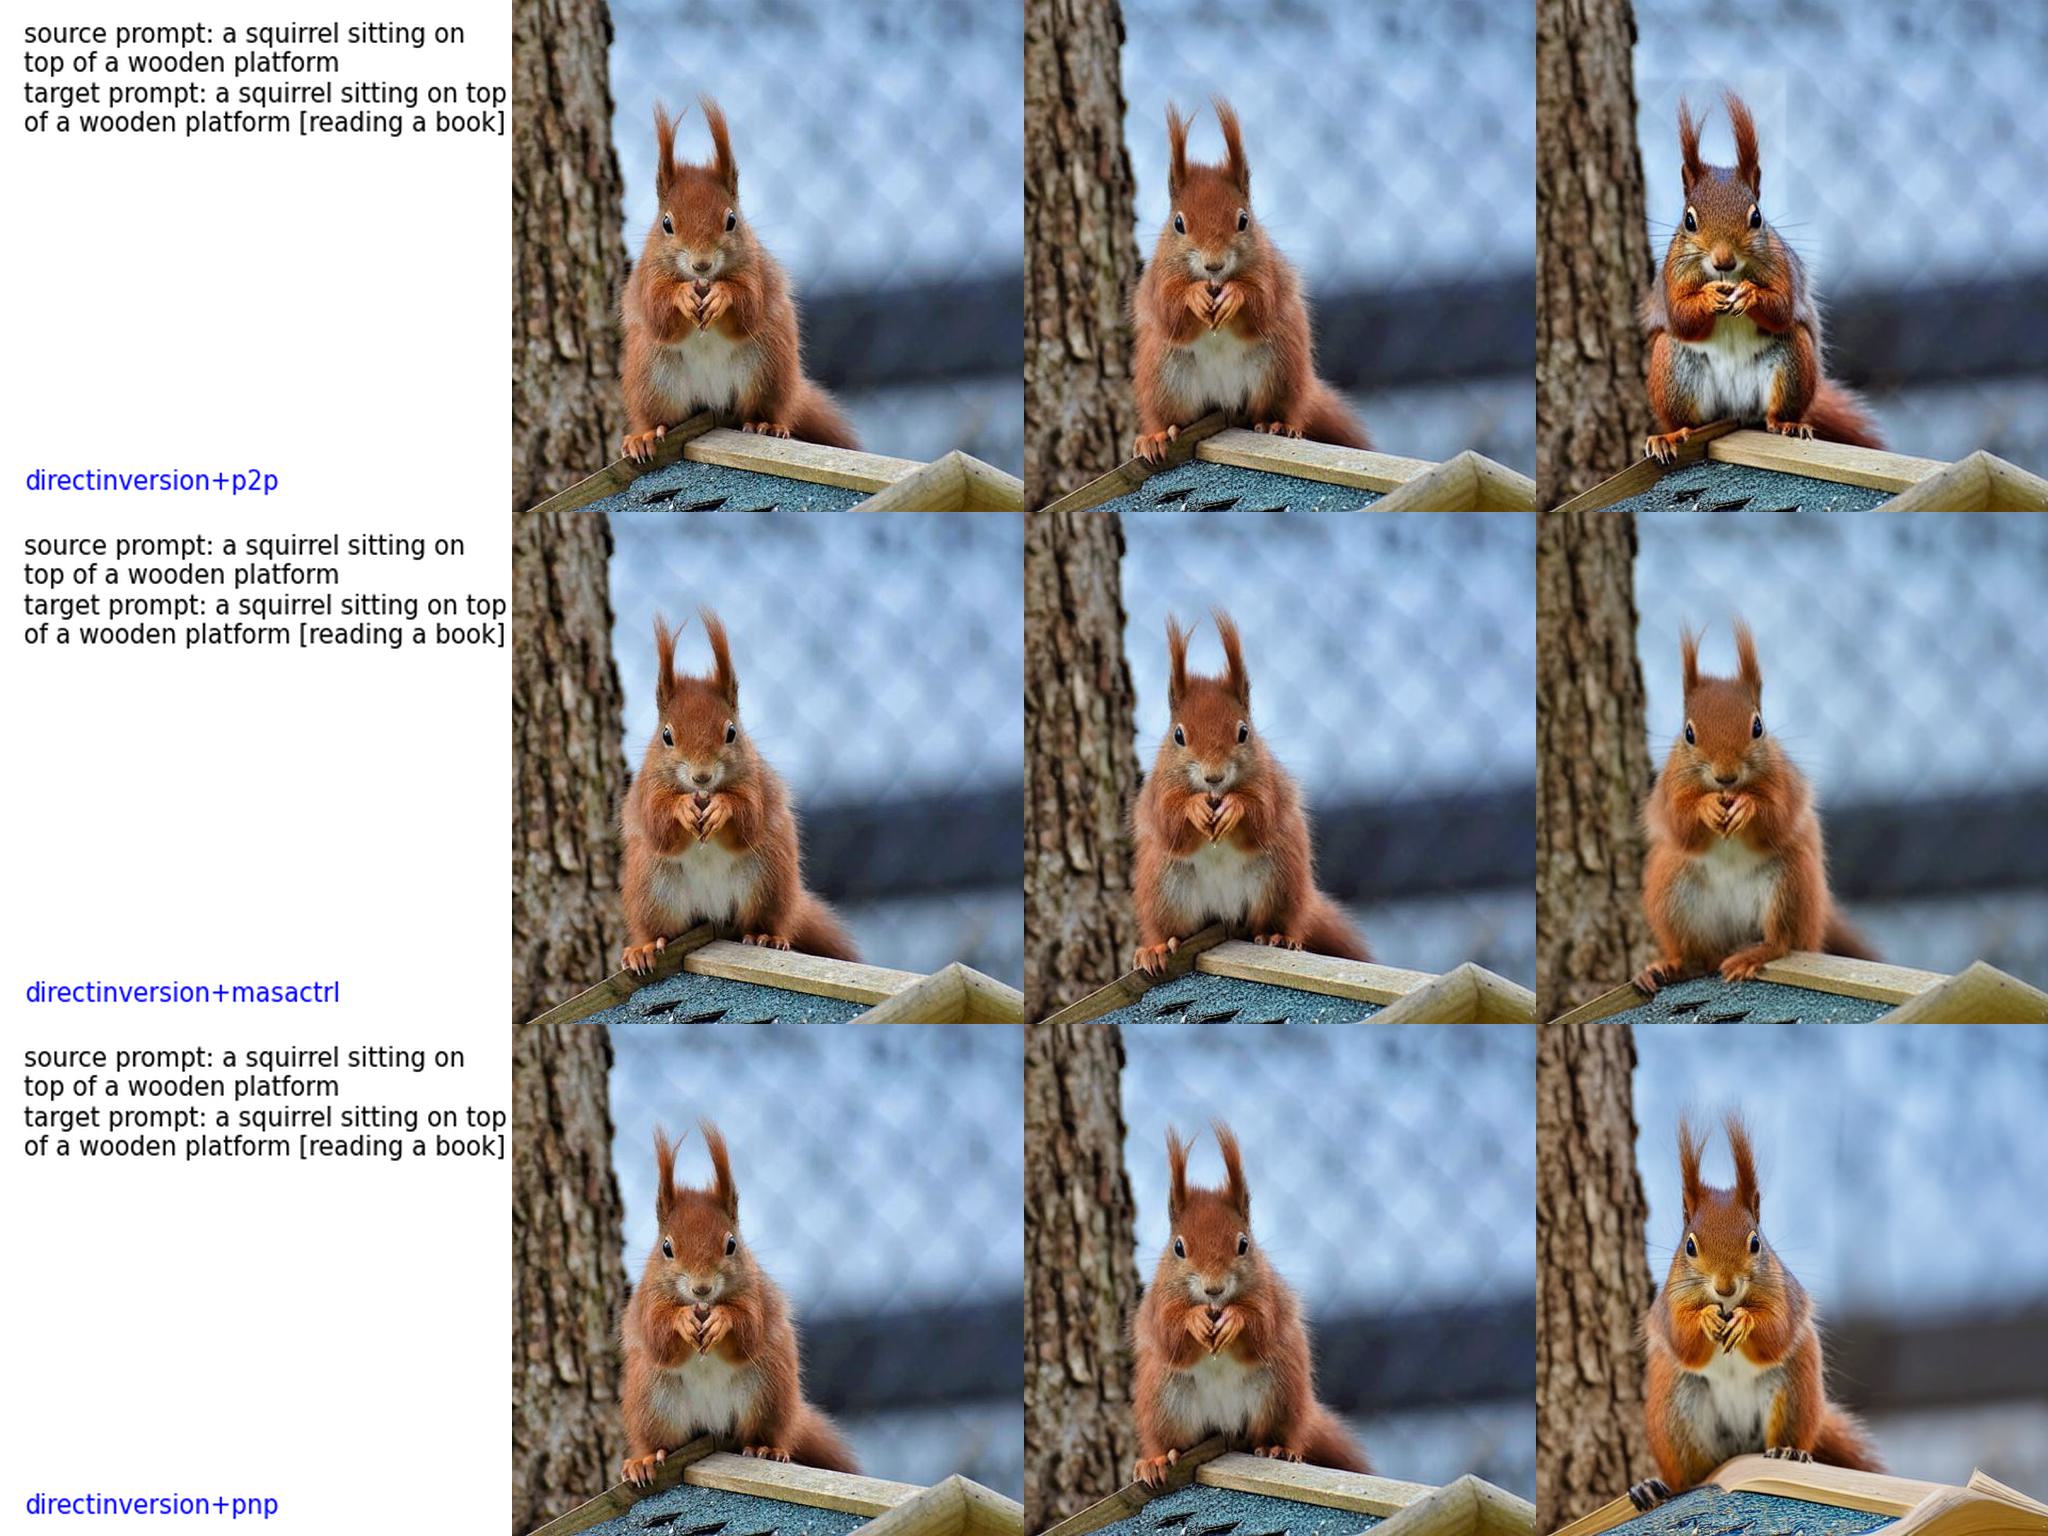 source prompt: a squirrel sitting on
top of a wooden platform
target prompt: a squirrel sitting on top
of a wooden platform [reading a book]
directinversion+p2p
source prompt: a squirrel sitting on
top of a wooden platform
target prompt: a squirrel sitting on top
of a wooden platform [reading a book]
directinversion+masactrl
source prompt: a squirrel sitting on
top of a wooden platform
target prompt: a squirrel sitting on top
of a wooden platform [reading a book]
directinversion+pnp